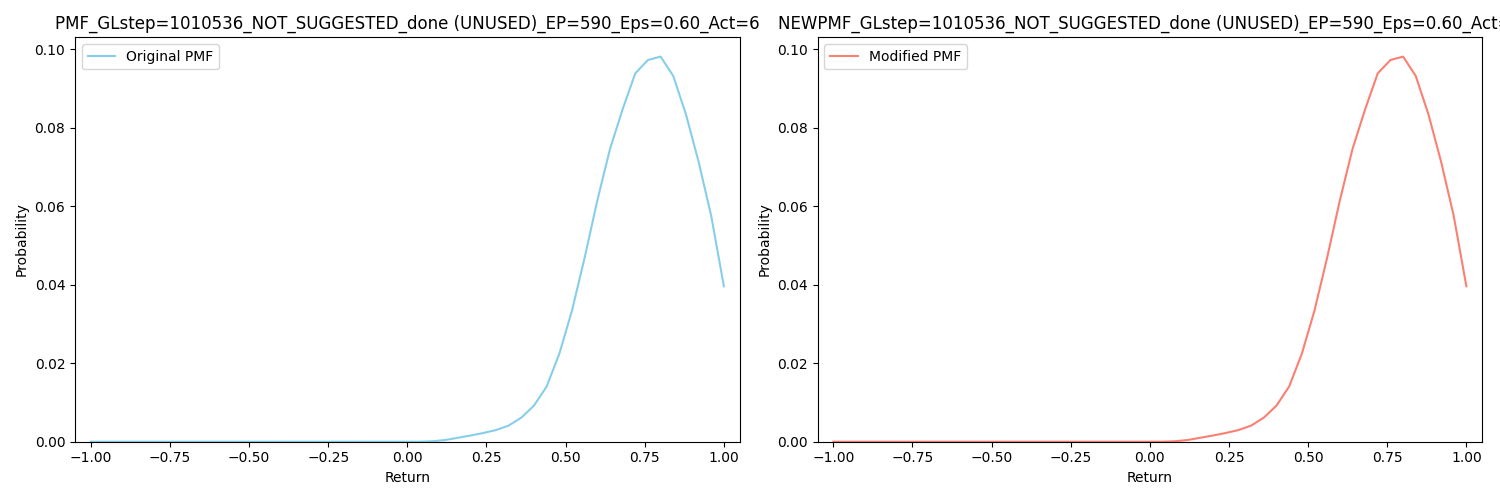 PMF_GLstep=1010536_NOT_SUGGESTED_done (UNUSED)_EP=590_Eps=0.60_Act=6
Original PMF
Probability
0.10
0.08
0.06
0.04
0.02
0.00
−1.00 −0.75 −0.50 −0.25 0.00 0.25 0.50 0.75 1.00
Return
NEWPMF_GLstep=1010536_NOT_SUGGESTED_done (UNUSED)_EP=590_Eps=0.60_Act=
Modified PMF
Probability
0.10
0.08
0.06
0.04
0.02
0.00
−1.00 −0.75 −0.50 −0.25 0.00 0.25 0.50 0.75 1.00
Return